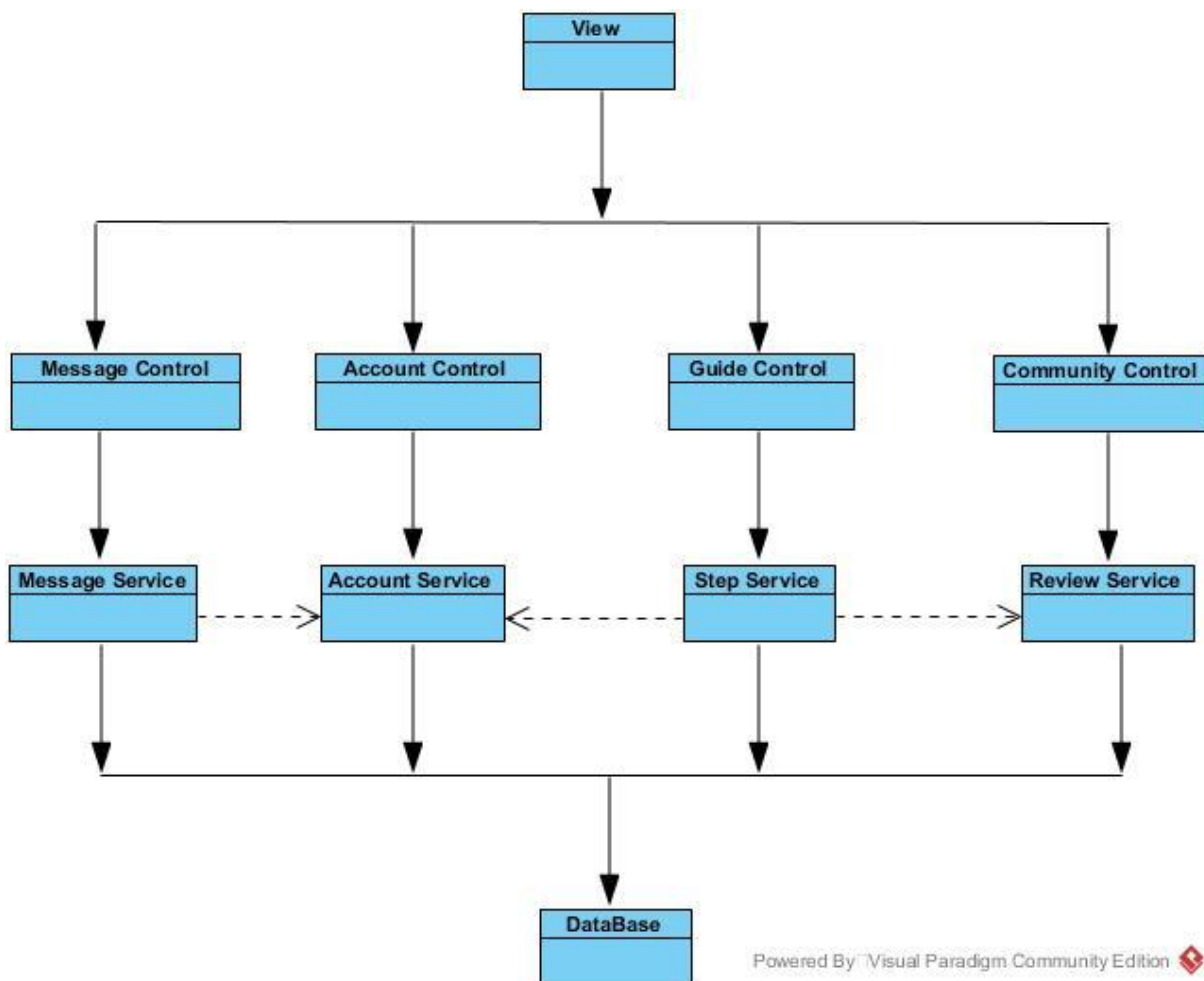 View
Message Control
Account Control
Guide Control
Community Control
Message Service
Account Service
Step Service
Review Service
DataBase
Powered By Visual Paradigm Community Edition